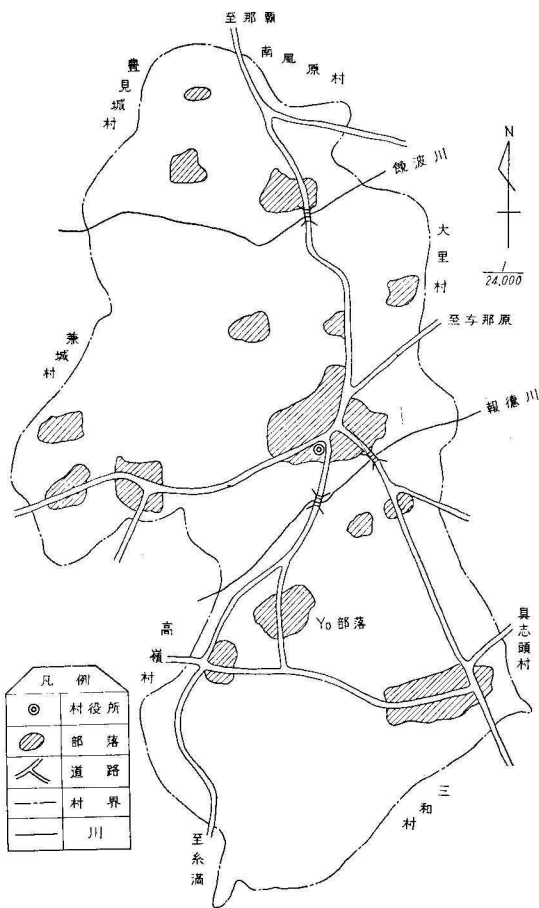 至那覇
南風原村
豊見城村
饒波川
N
大里村
1
24,000
至与那原
兼城村
報徳川
Yo部落
高嶺村
具志頭村
三和村
至糸満
凡例
村役所
部落
道路
村界
川